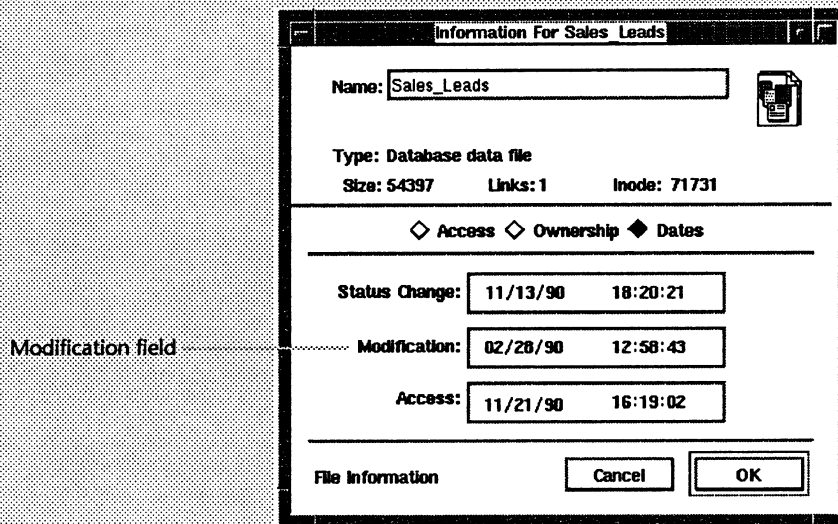 Information For Sales_Leads
Name: Sales_Leads
Type: Database data file
Size: 54397 Links: 1 Inode: 71731
Access Ownership Dates
Status Change: 11/13/90 18:20:21
Modification field
Modification: 02/28/90 12:58:43
Access: 11/21/90 16:19:02
File Information Cancel OK